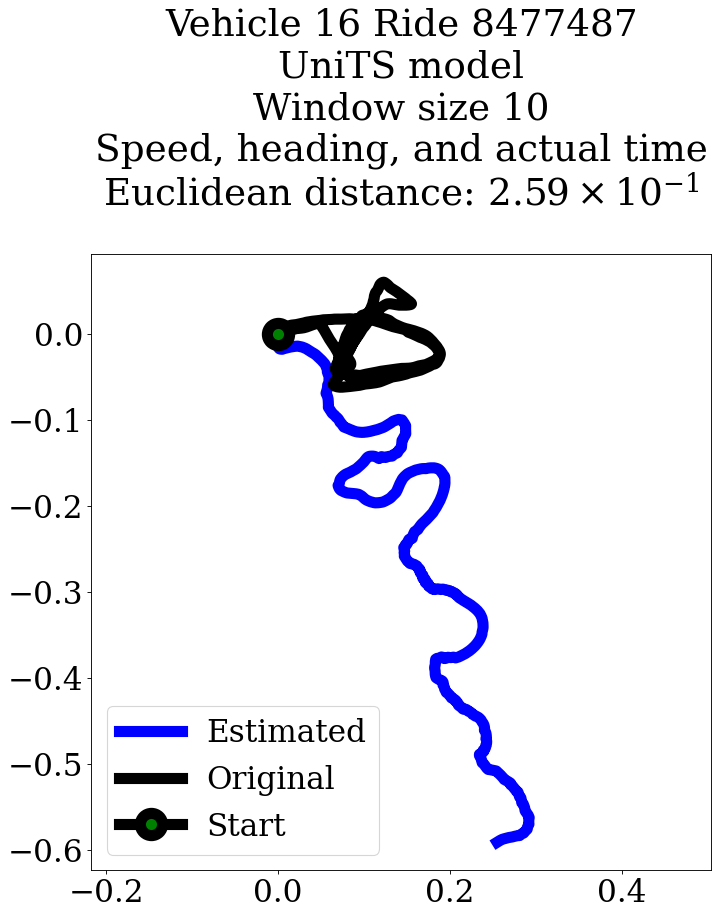 Vehicle 16 Ride 8477487
UniTS model
Window size 10
Speed, heading, and actual time
Euclidean distance: 2.59 × 10⁻¹
0.0
−0.1
−0.2
−0.3
−0.4
−0.5
−0.6
Estimated
Original
Start
−0.2 0.0 0.2 0.4